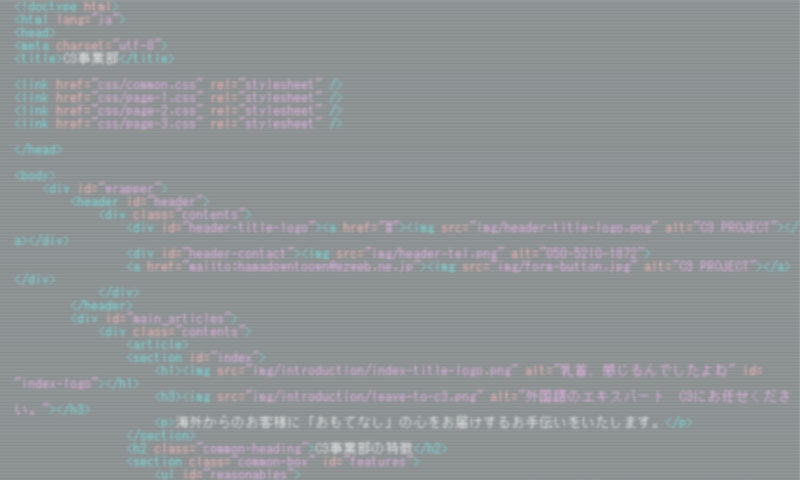 <!doctype html>
<html lang="ja">
<head>
<meta charset="utf-8">
<title>C3事業部</title>
<link href="css/common.css" rel="stylesheet" />
<link href="css/page-1.css" rel="stylesheet" />
<link href="css/page-2.css" rel="stylesheet" />
<link href="css/page-3.css" rel="stylesheet" />
</head>
<body>
<div id="wrapper">
<header id="header">
<div class="contents">
<div id="header-title-logo"><a href="#"><img src="img/header-title-logo.png" alt="C3 PROJECT"></
a></div>
<div id="header-contact"><img src="img/header-tel.png" alt="050-5210-1872">
<a href="mailto: "><img src="img/form-button.jpg" alt="C3 PROJECT"></a>
</div>
</div>
</header>
<div id="main_articles">
<div class="contents">
<article>
<section id="index">
<h1><img src="img/introduction/index-title-logo.png" alt="乳首、感じるんでしたよね" id=
"index-logo"></h1>
<h3><img src="img/introduction/leave-to-c3.png" alt="外国語のエキスパート C3にお任せくださ
い。"></h3>
<p>海外からのお客様に「おもてなし」の心をお届けするお手伝いをいたします。</p>
</section>
<h2 class="common-heading">C3事業部の特徴</h2>
<section class="common-box" id="features">
<ul id="reasonables">